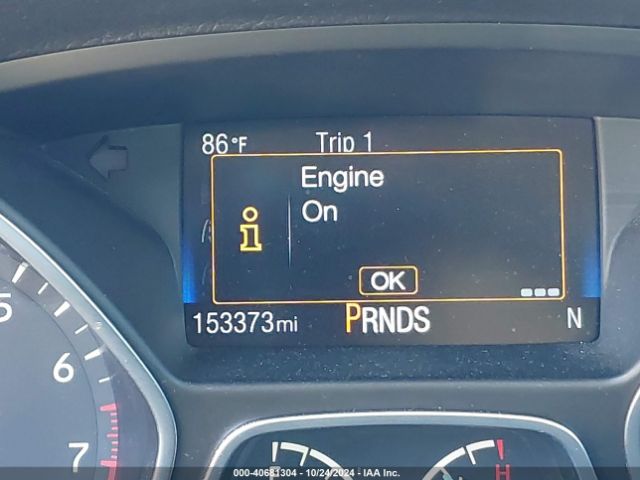 86°F Trip 1
Engine
On
i
OK
153373mi PRNDS N
5
6
7
H
000-40681304 - 10/24/2024 - IAA Inc.